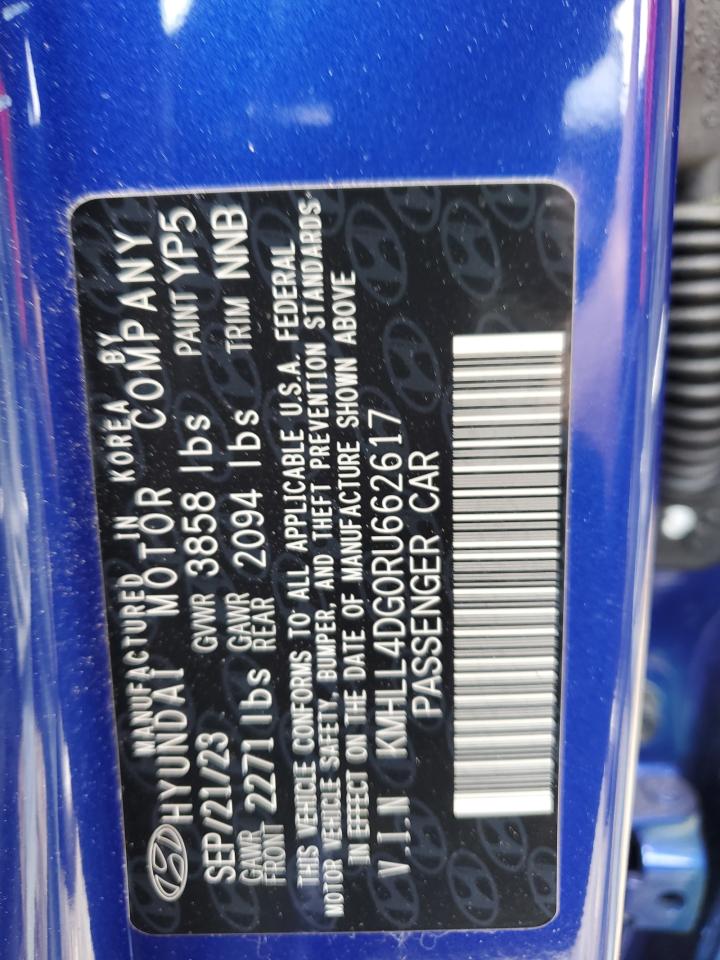 MANUFACTURED IN KOREA BY
HYUNDAI MOTOR COMPANY
SEP/21/23 GVWR 3858 lbs PAINT YP5
GAWR FRONT 2271 lbs GAWR REAR 2094 lbs TRIM NNB
THIS VEHICLE CONFORMS TO ALL APPLICABLE U.S.A. FEDERAL
MOTOR VEHICLE SAFETY, BUMPER, AND THEFT PREVENTION STANDARDS
IN EFFECT ON THE DATE OF MANUFACTURE SHOWN ABOVE
V.I.N KMHLL4DG0RU662617
PASSENGER CAR